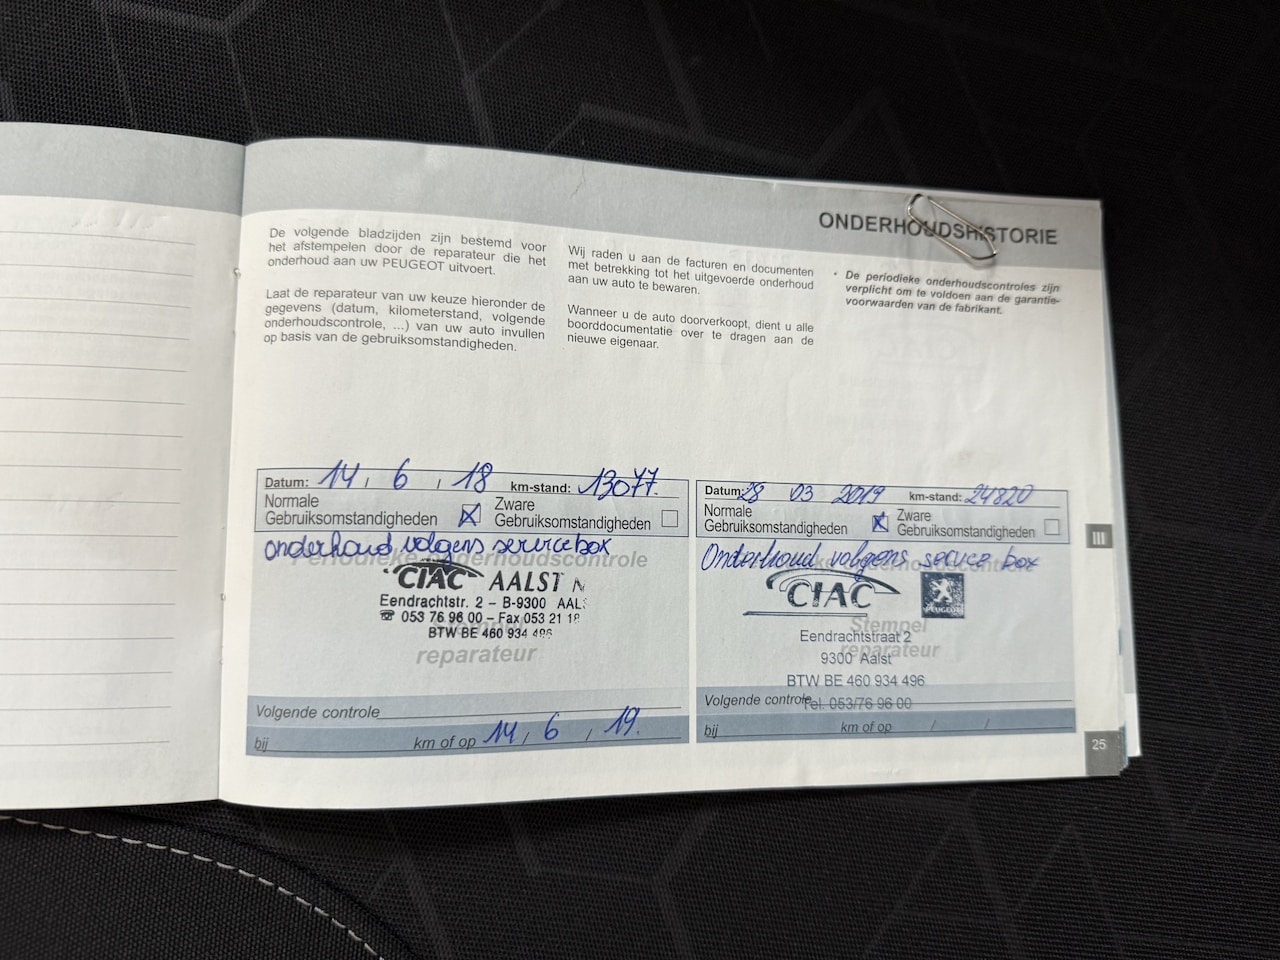 ONDERHOUDSHISTORIE
De volgende bladzijden zijn bestemd voor
het afstempelen door de reparateur die het
onderhoud aan uw PEUGEOT uitvoert.
Laat de reparateur van uw keuze hieronder de
gegevens (datum, kilometerstand, volgende
onderhoudscontrole, ...) van uw auto invullen
op basis van de gebruiksomstandigheden.
Wij raden u aan de facturen en documenten
met betrekking tot het uitgevoerde onderhoud
aan uw auto te bewaren.
Wanneer u de auto doorverkoopt, dient u alle
boorddocumentatie over te dragen aan de
nieuwe eigenaar.
• De periodieke onderhoudscontroles zijn
verplicht om te voldoen aan de garantie-
voorwaarden van de fabrikant.
Datum: 14 / 6 / 18 km-stand: 13077.
Normale
Gebruiksomstandigheden
Zware
Gebruiksomstandigheden
onderhoud volgens servicebox
Periodieke onderhoudscontrole
CIAC AALST N
Eendrachtstr. 2 – B-9300 AALS
☎ 053 76 96 00 – Fax 053 21 18
BTW BE 460 934 496
Stempel
reparateur
Volgende controle
bij km of op 14 / 6 / 19.
Datum: 28 03 2019 km-stand: 24820
Normale
Gebruiksomstandigheden
Zware
Gebruiksomstandigheden
Onderhoud volgens service box
Periodieke onderhoudscontrole
CIAC
PEUGEOT
Stempel
reparateur
Eendrachtstraat 2
9300 Aalst
BTW BE 460 934 496
Tel. 053/76 96 00
Volgende controle
bij km of op / /
III
25